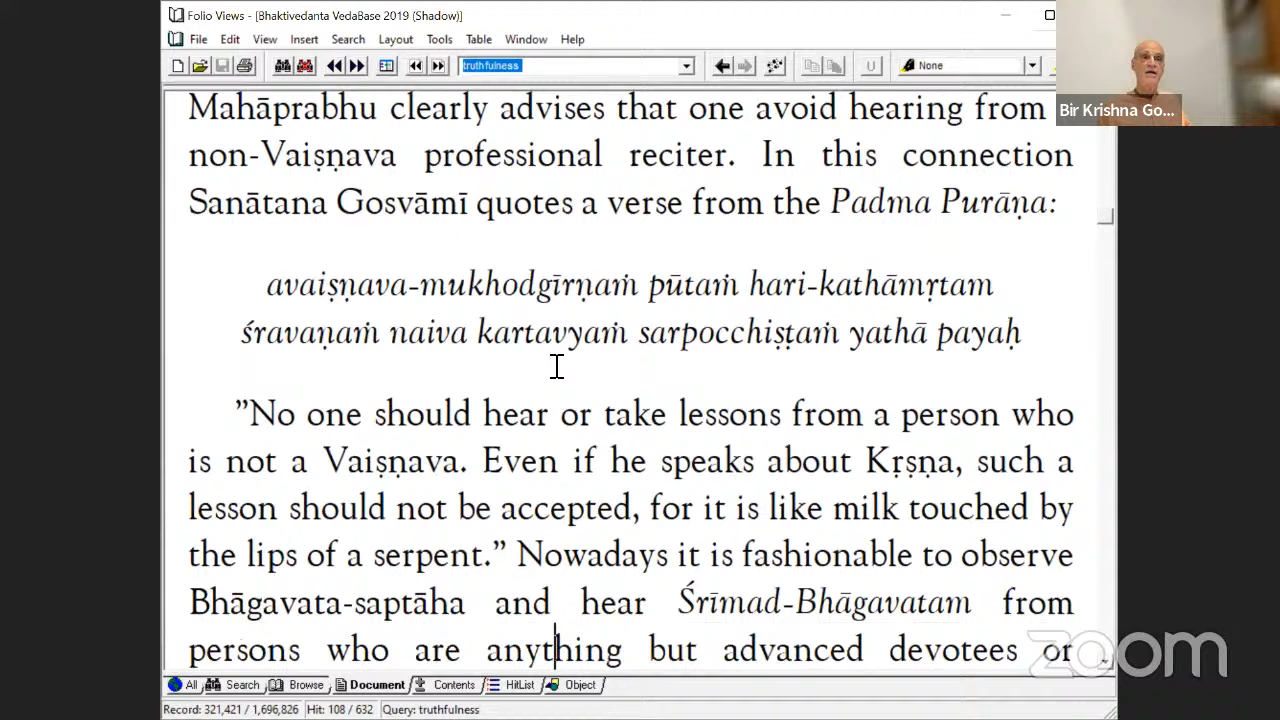 Folio Views - [Bhaktivedanta VedaBase 2019 (Shadow)]
File Edit View Insert Search Layout Tools Table Window Help
truthfulness
U
None
Bir Krishna Go...
Mahāprabhu clearly advises that one avoid hearing from
non-Vaiṣṇava professional reciter. In this connection
Sanātana Gosvāmī quotes a verse from the Padma Purāṇa:
avaiṣṇava-mukhodgīrṇaṁ pūtaṁ hari-kathāmṛtam
śravaṇaṁ naiva kartavyaṁ sarpocchiṣṭaṁ yathā payaḥ
”No one should hear or take lessons from a person who
is not a Vaiṣṇava. Even if he speaks about Kṛṣṇa, such a
lesson should not be accepted, for it is like milk touched by
the lips of a serpent.” Nowadays it is fashionable to observe
Bhāgavata-saptāha and hear Śrīmad-Bhāgavatam from
persons who are anything but advanced devotees or
zoom
All Search Browse Document Contents HitList Object
Record: 321,421 / 1,696,826 Hit: 108 / 632 Query: truthfulness